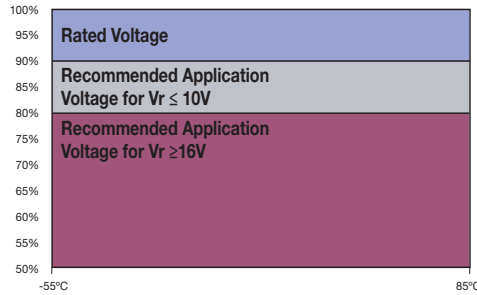 100%
95%
90%
85%
80%
75%
70%
65%
60%
55%
50%
Rated Voltage
Recommended Application
Voltage for Vr ≤ 10V
Recommended Application
Voltage for Vr ≥16V
-55ºC
85ºC